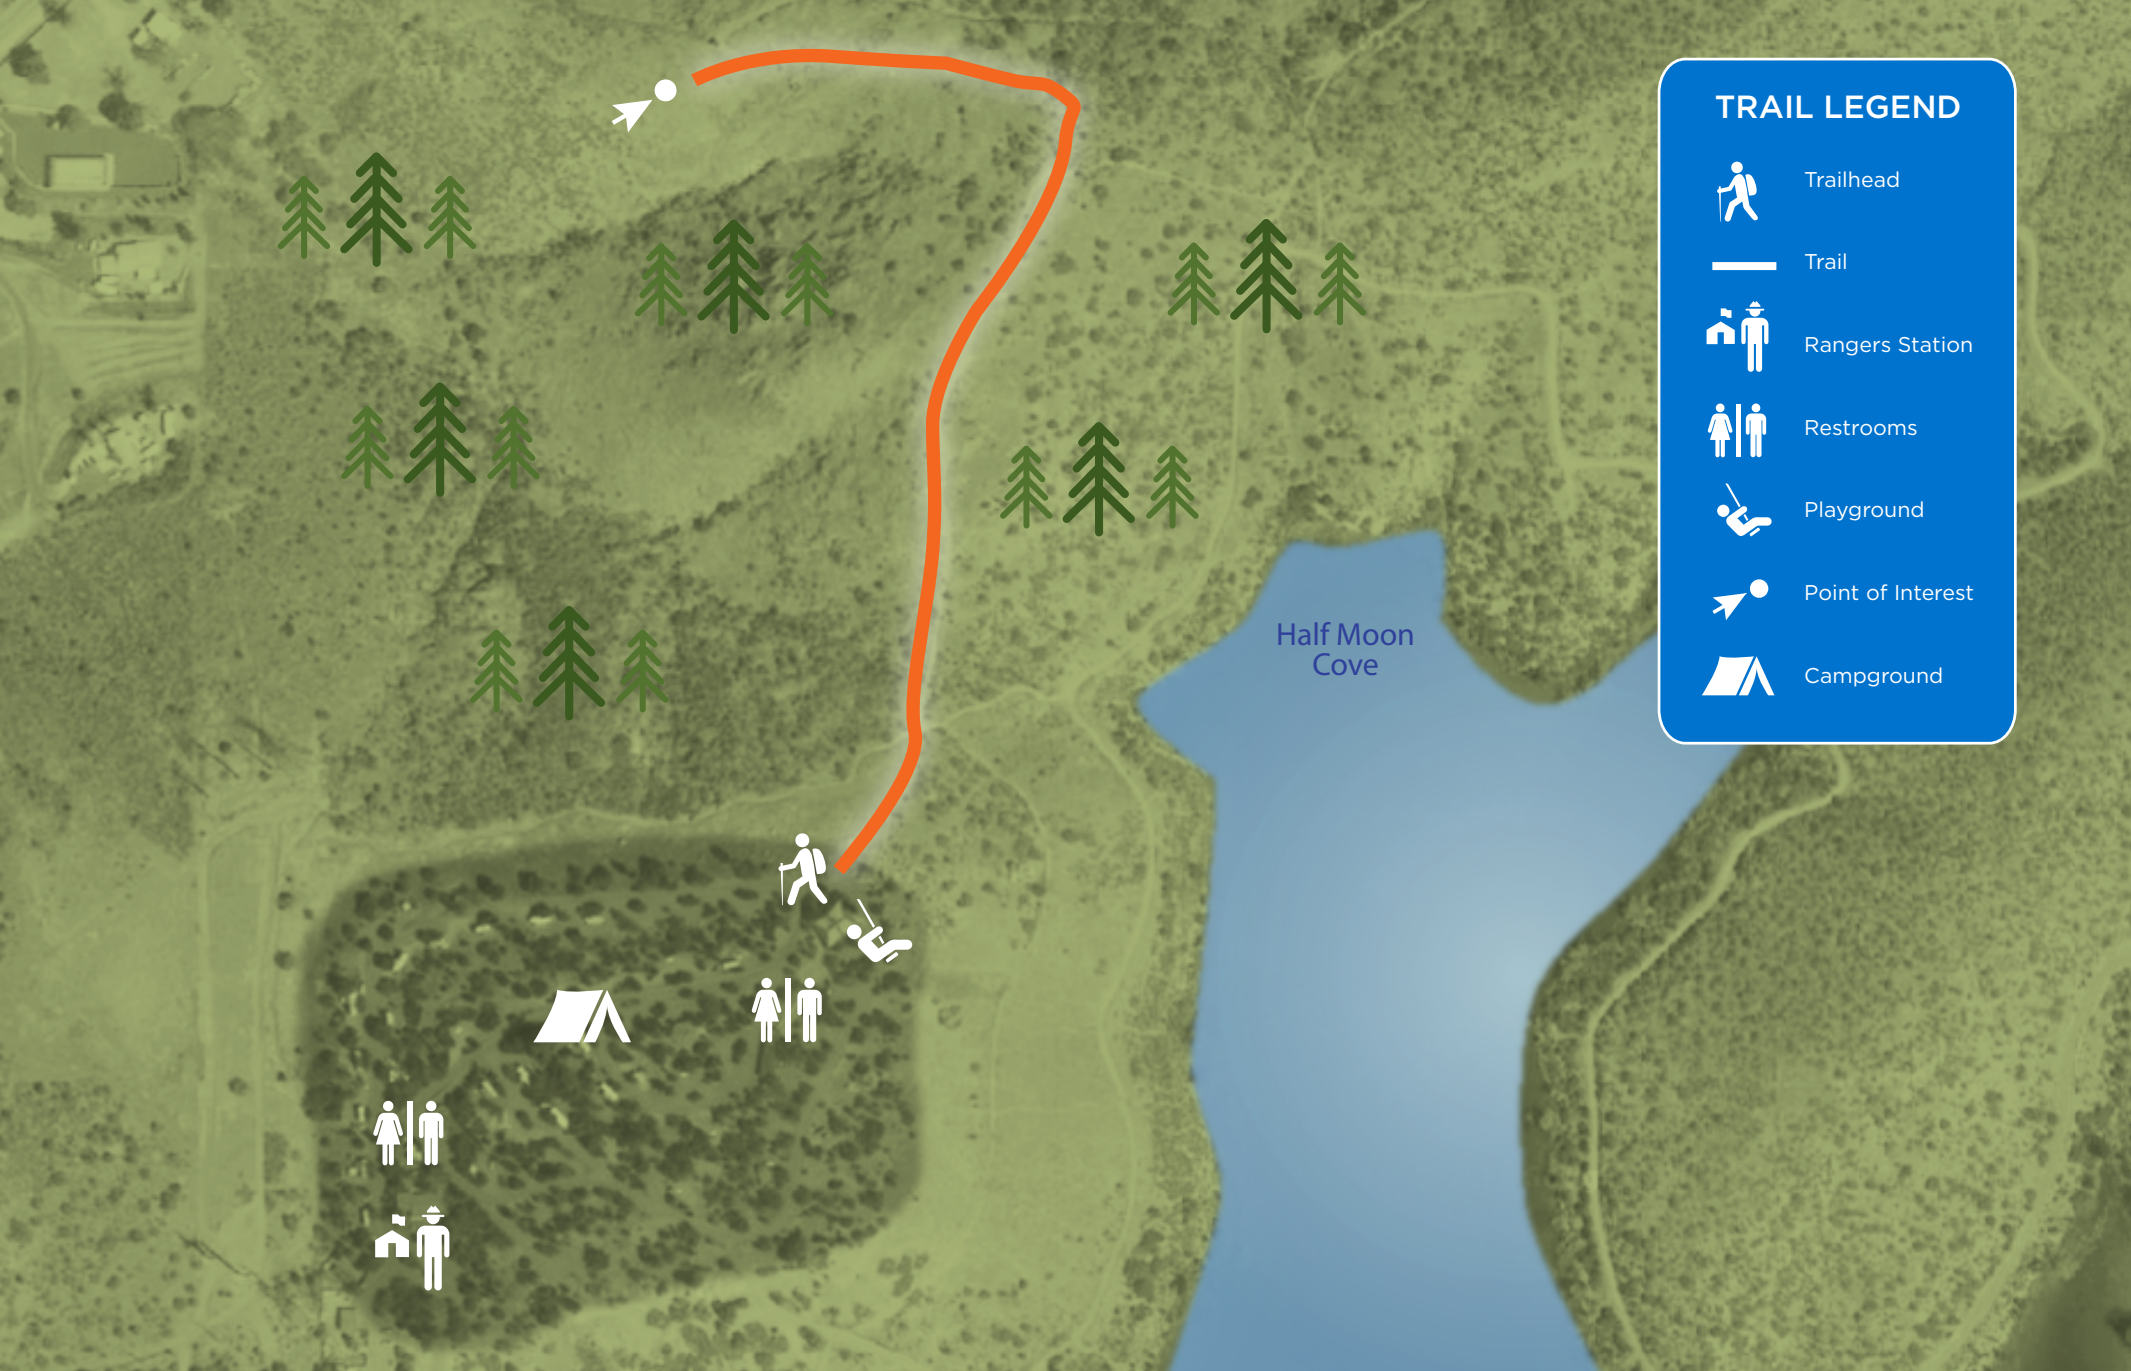 TRAIL LEGEND
Trailhead
Trail
Rangers Station
Restrooms
Playground
Point of Interest
Campground
Half Moon
Cove